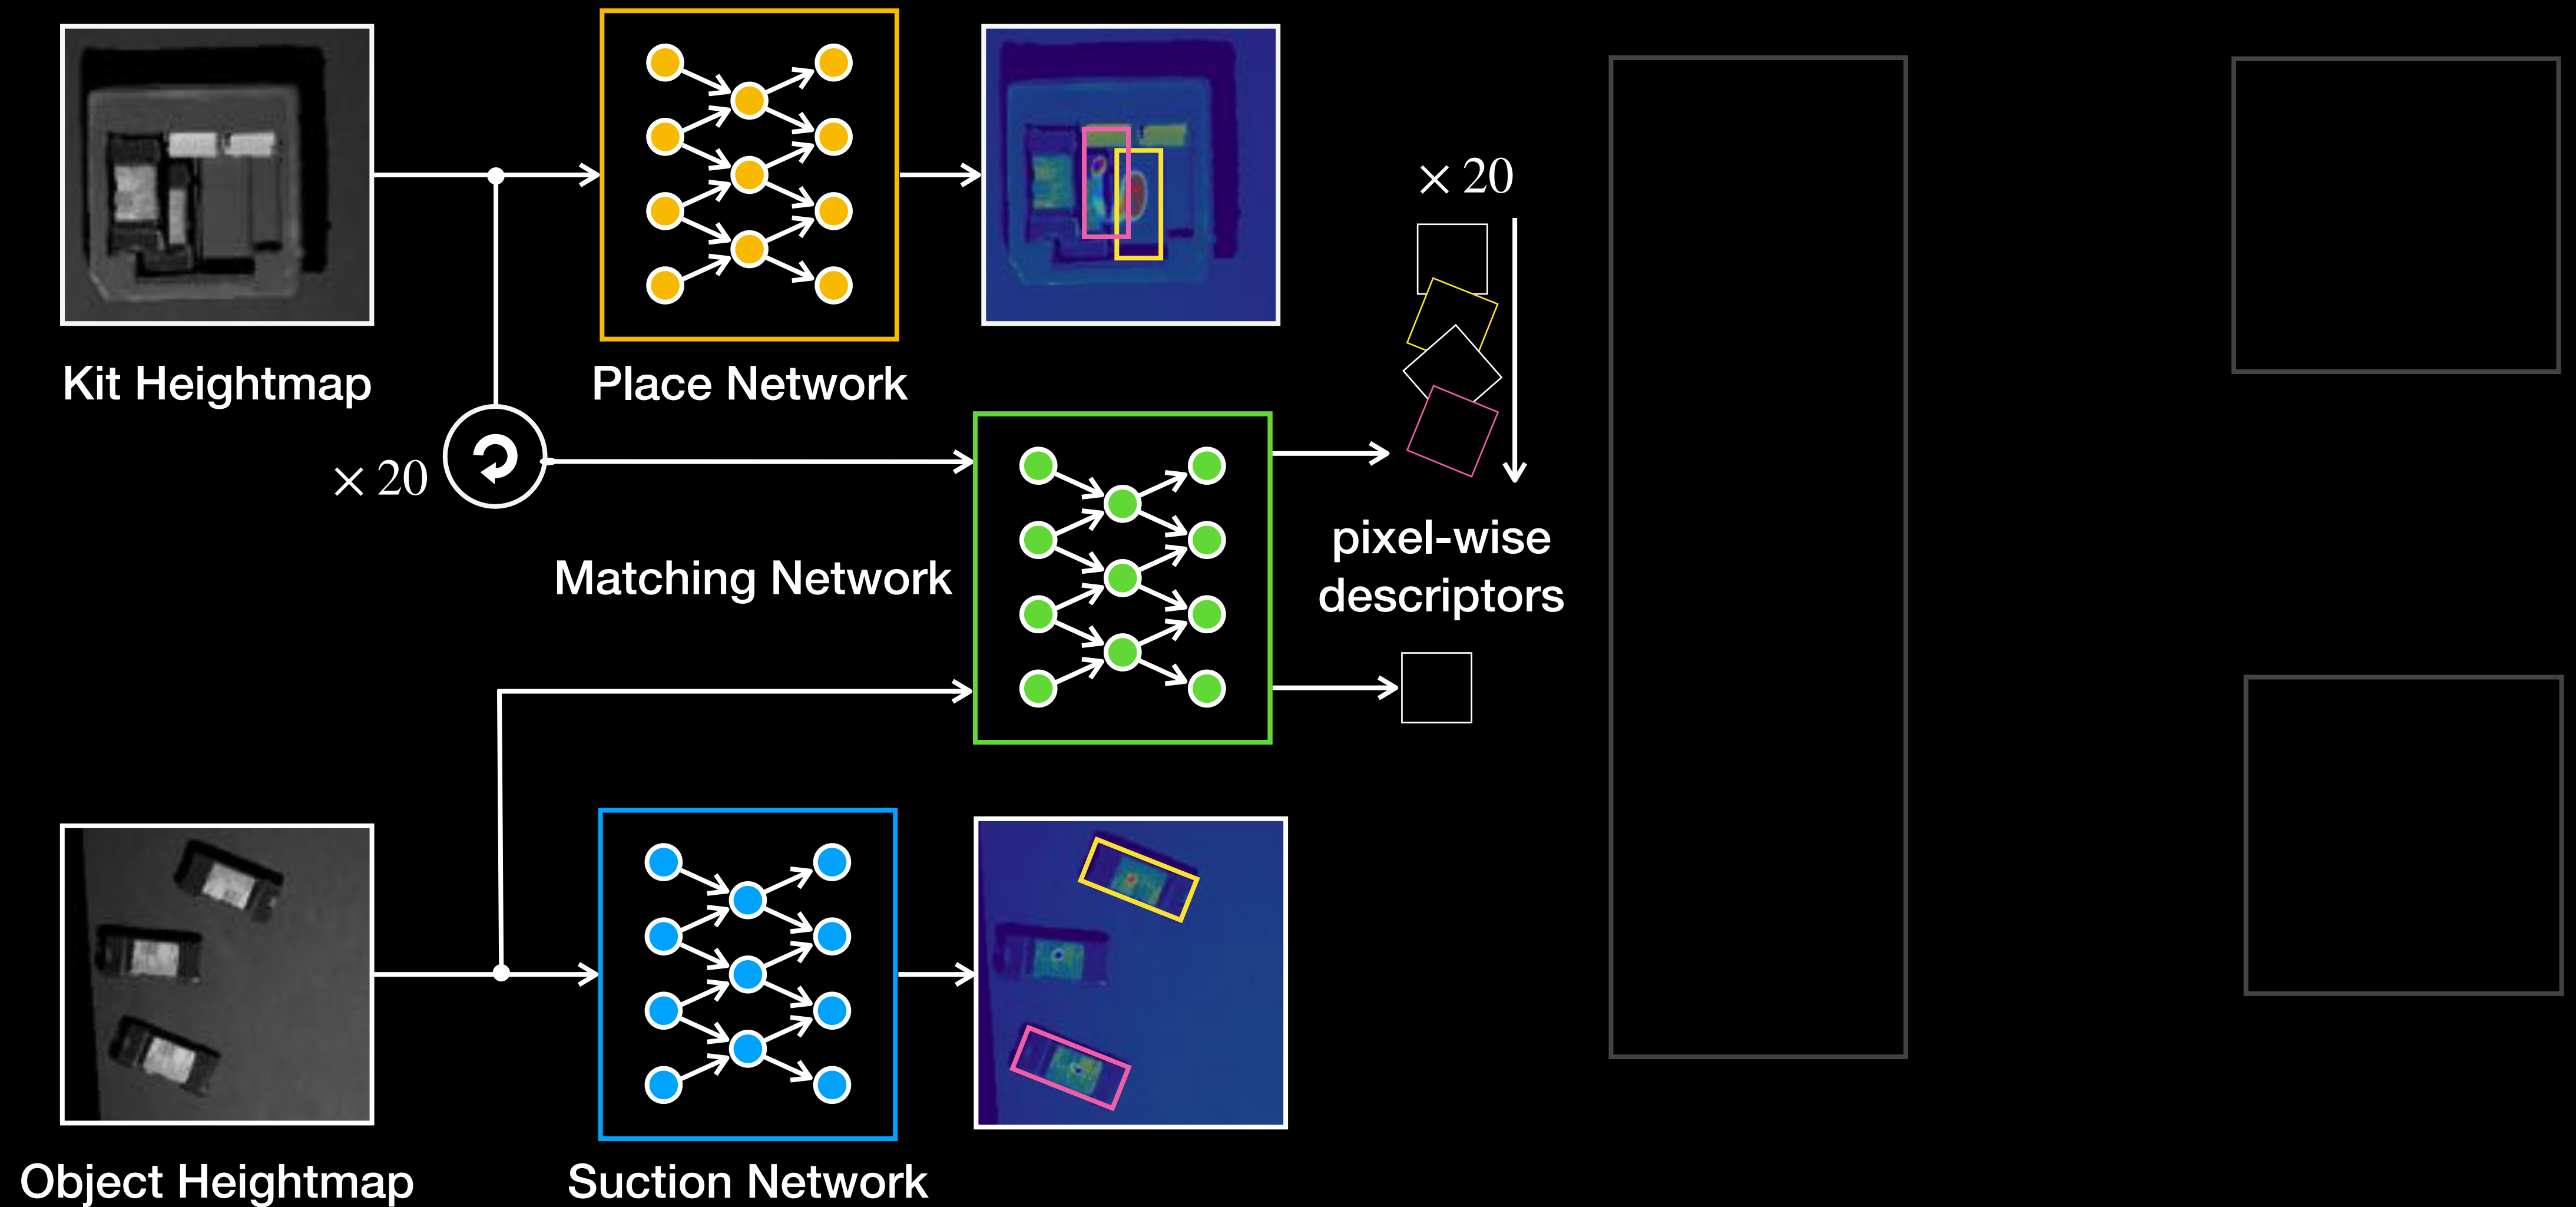 × 20
Kit Heightmap
Place Network
× 20
pixel-wise
descriptors
Matching Network
Object Heightmap
Suction Network